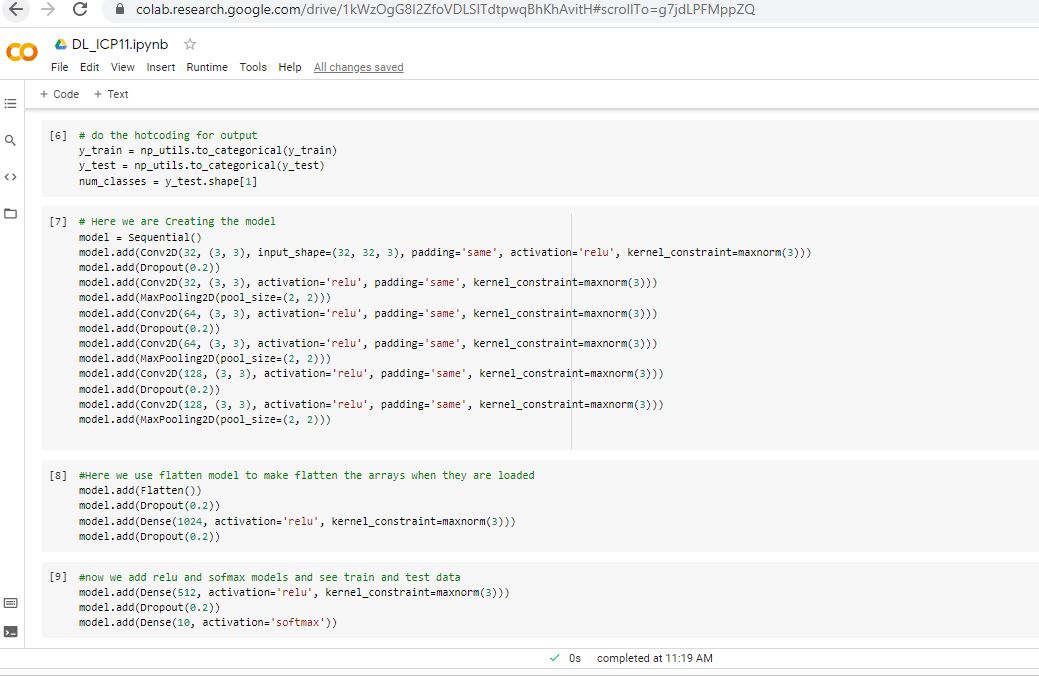 colab.research.google.com/drive/1kWzOgG8I2ZfoVDLSITdtpwqBhKhAvitH#scrollTo=g7jdLPFMppZQ
DL_ICP11.ipynb
File Edit View Insert Runtime Tools Help All changes saved
+ Code + Text
[6] # do the hotcoding for output
y_train = np_utils.to_categorical(y_train)
y_test = np_utils.to_categorical(y_test)
num_classes = y_test.shape[1]
[7] # Here we are Creating the model
model = Sequential()
model.add(Conv2D(32, (3, 3), input_shape=(32, 32, 3), padding='same', activation='relu', kernel_constraint=maxnorm(3)))
model.add(Dropout(0.2))
model.add(Conv2D(32, (3, 3), activation='relu', padding='same', kernel_constraint=maxnorm(3)))
model.add(MaxPooling2D(pool_size=(2, 2)))
model.add(Conv2D(64, (3, 3), activation='relu', padding='same', kernel_constraint=maxnorm(3)))
model.add(Dropout(0.2))
model.add(Conv2D(64, (3, 3), activation='relu', padding='same', kernel_constraint=maxnorm(3)))
model.add(MaxPooling2D(pool_size=(2, 2)))
model.add(Conv2D(128, (3, 3), activation='relu', padding='same', kernel_constraint=maxnorm(3)))
model.add(Dropout(0.2))
model.add(Conv2D(128, (3, 3), activation='relu', padding='same', kernel_constraint=maxnorm(3)))
model.add(MaxPooling2D(pool_size=(2, 2)))
[8] #Here we use flatten model to make flatten the arrays when they are loaded
model.add(Flatten())
model.add(Dropout(0.2))
model.add(Dense(1024, activation='relu', kernel_constraint=maxnorm(3)))
model.add(Dropout(0.2))
[9] #now we add relu and sofmax models and see train and test data
model.add(Dense(512, activation='relu', kernel_constraint=maxnorm(3)))
model.add(Dropout(0.2))
model.add(Dense(10, activation='softmax'))
0s completed at 11:19 AM